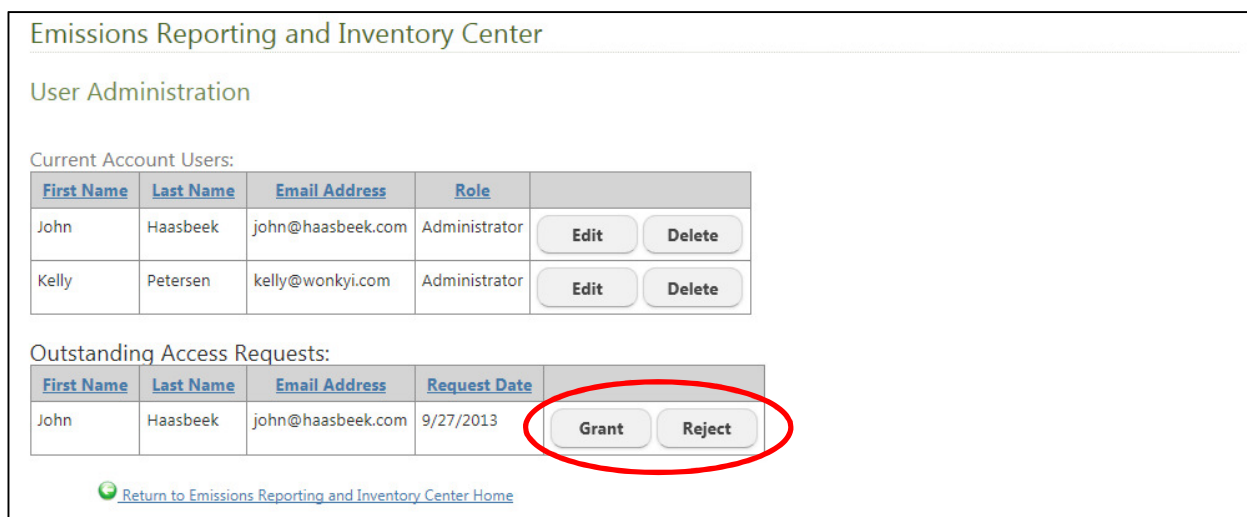 Emissions Reporting and Inventory Center
User Administration
Current Account Users:
First Name Last Name Email Address Role
John Haasbeek john@haasbeek.com Administrator Edit Delete
Kelly Petersen kelly@wonkyi.com Administrator Edit Delete
Outstanding Access Requests:
First Name Last Name Email Address Request Date
John Haasbeek john@haasbeek.com 9/27/2013 Grant Reject
Return to Emissions Reporting and Inventory Center Home